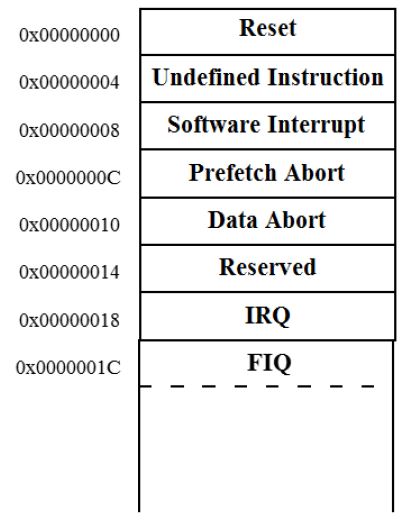 0x00000000 Reset
0x00000004 Undefined Instruction
0x00000008 Software Interrupt
0x0000000C Prefetch Abort
0x00000010 Data Abort
0x00000014 Reserved
0x00000018 IRQ
0x0000001C FIQ